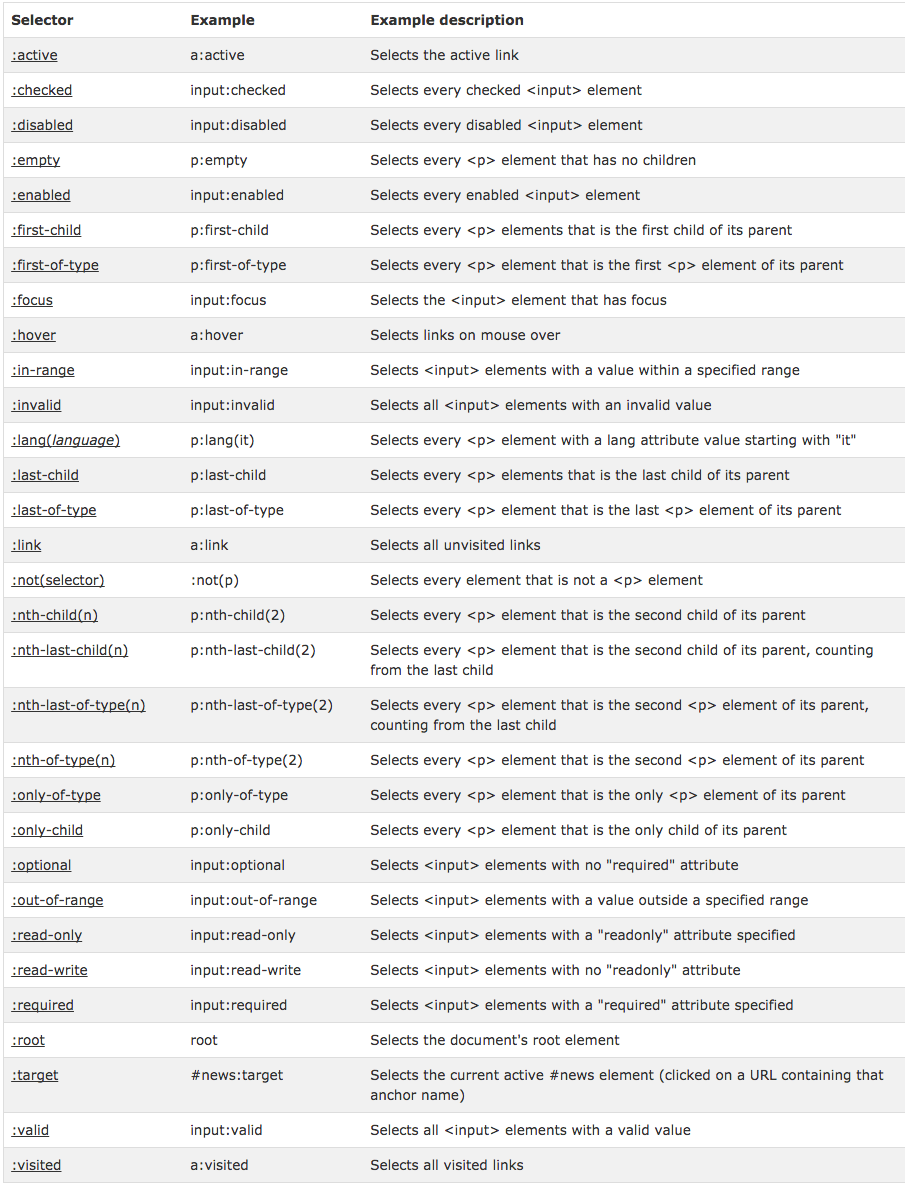 Selector Example Example description
:active a:active Selects the active link
:checked input:checked Selects every checked <input> element
:disabled input:disabled Selects every disabled <input> element
:empty p:empty Selects every <p> element that has no children
:enabled input:enabled Selects every enabled <input> element
:first-child p:first-child Selects every <p> elements that is the first child of its parent
:first-of-type p:first-of-type Selects every <p> element that is the first <p> element of its parent
:focus input:focus Selects the <input> element that has focus
:hover a:hover Selects links on mouse over
:in-range input:in-range Selects <input> elements with a value within a specified range
:invalid input:invalid Selects all <input> elements with an invalid value
:lang(language) p:lang(it) Selects every <p> element with a lang attribute value starting with "it"
:last-child p:last-child Selects every <p> elements that is the last child of its parent
:last-of-type p:last-of-type Selects every <p> element that is the last <p> element of its parent
:link a:link Selects all unvisited links
:not(selector) :not(p) Selects every element that is not a <p> element
:nth-child(n) p:nth-child(2) Selects every <p> element that is the second child of its parent
:nth-last-child(n) p:nth-last-child(2) Selects every <p> element that is the second child of its parent, counting
from the last child
:nth-last-of-type(n) p:nth-last-of-type(2) Selects every <p> element that is the second <p> element of its parent,
counting from the last child
:nth-of-type(n) p:nth-of-type(2) Selects every <p> element that is the second <p> element of its parent
:only-of-type p:only-of-type Selects every <p> element that is the only <p> element of its parent
:only-child p:only-child Selects every <p> element that is the only child of its parent
:optional input:optional Selects <input> elements with no "required" attribute
:out-of-range input:out-of-range Selects <input> elements with a value outside a specified range
:read-only input:read-only Selects <input> elements with a "readonly" attribute specified
:read-write input:read-write Selects <input> elements with no "readonly" attribute
:required input:required Selects <input> elements with a "required" attribute specified
:root root Selects the document's root element
:target #news:target Selects the current active #news element (clicked on a URL containing that
anchor name)
:valid input:valid Selects all <input> elements with a valid value
:visited a:visited Selects all visited links